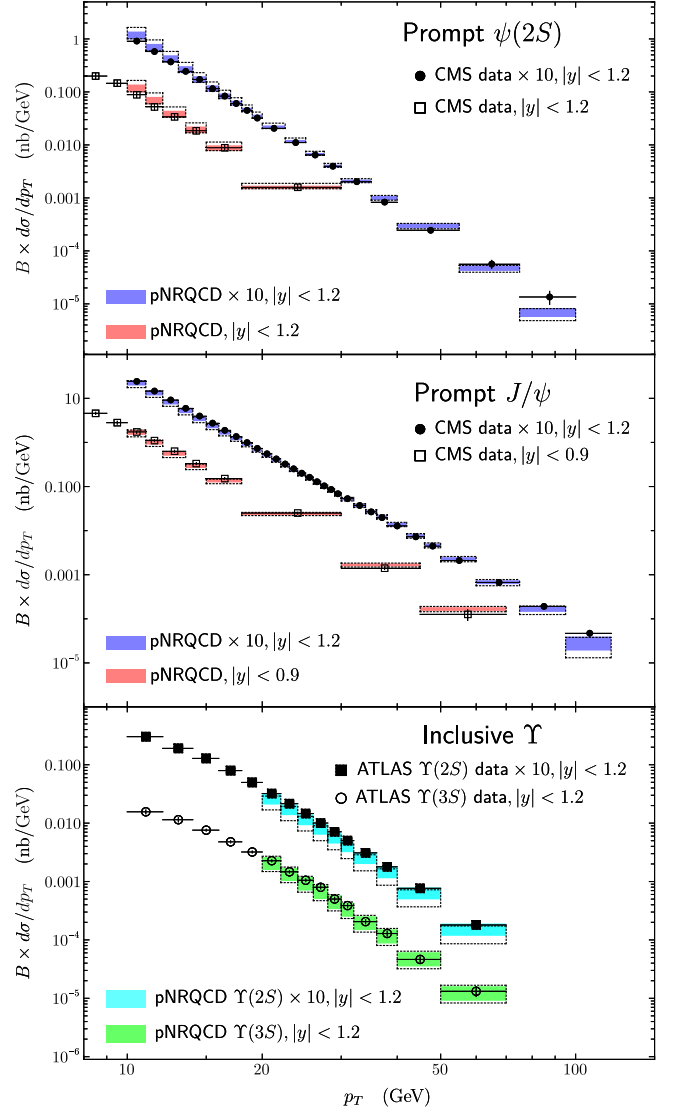 Prompt ψ(2S)
CMS data × 10, |y| < 1.2
CMS data, |y| < 1.2
1
0.100
0.010
0.001
10⁻⁴
10⁻⁵
B × dσ/dp_T (nb/GeV)
pNRQCD × 10, |y| < 1.2
pNRQCD, |y| < 1.2
Prompt J/ψ
CMS data × 10, |y| < 1.2
CMS data, |y| < 0.9
10
0.100
0.001
10⁻⁵
B × dσ/dp_T (nb/GeV)
pNRQCD × 10, |y| < 1.2
pNRQCD, |y| < 0.9
Inclusive ϒ
ATLAS ϒ(2S) data × 10, |y| < 1.2
ATLAS ϒ(3S) data, |y| < 1.2
0.100
0.010
0.001
10⁻⁴
10⁻⁵
10⁻⁶
B × dσ/dp_T (nb/GeV)
pNRQCD ϒ(2S) × 10, |y| < 1.2
pNRQCD ϒ(3S), |y| < 1.2
10 20 50 100
p_T (GeV)